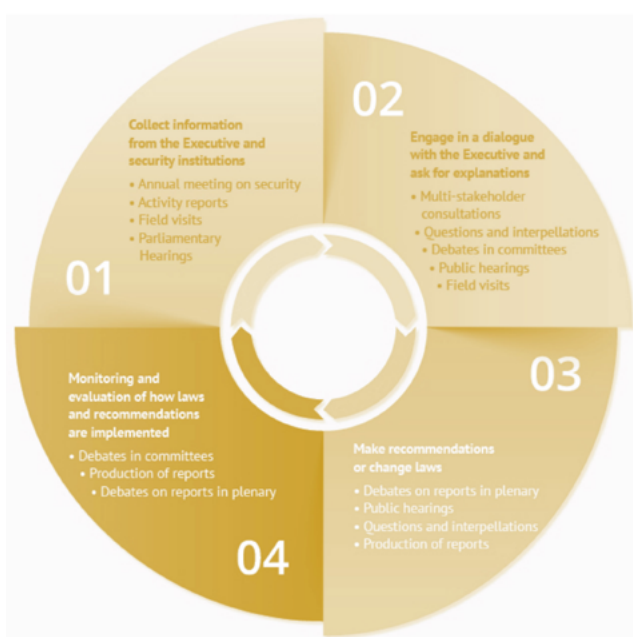 01
Collect information
from the Executive and
security institutions
• Annual meeting on security
• Activity reports
• Field visits
• Parliamentary
Hearings
02
Engage in a dialogue
with the Executive and
ask for explanations
• Multi-stakeholder
consultations
• Questions and interpellations
• Debates in committees
• Public hearings
• Field visits
03
Make recommendations
or change laws
• Debates on reports in plenary
• Public hearings
• Questions and interpellations
• Production of reports
Monitoring and
evaluation of how laws
and recommendations
are implemented
• Debates in committees
• Production of reports
• Debates on reports in plenary
04